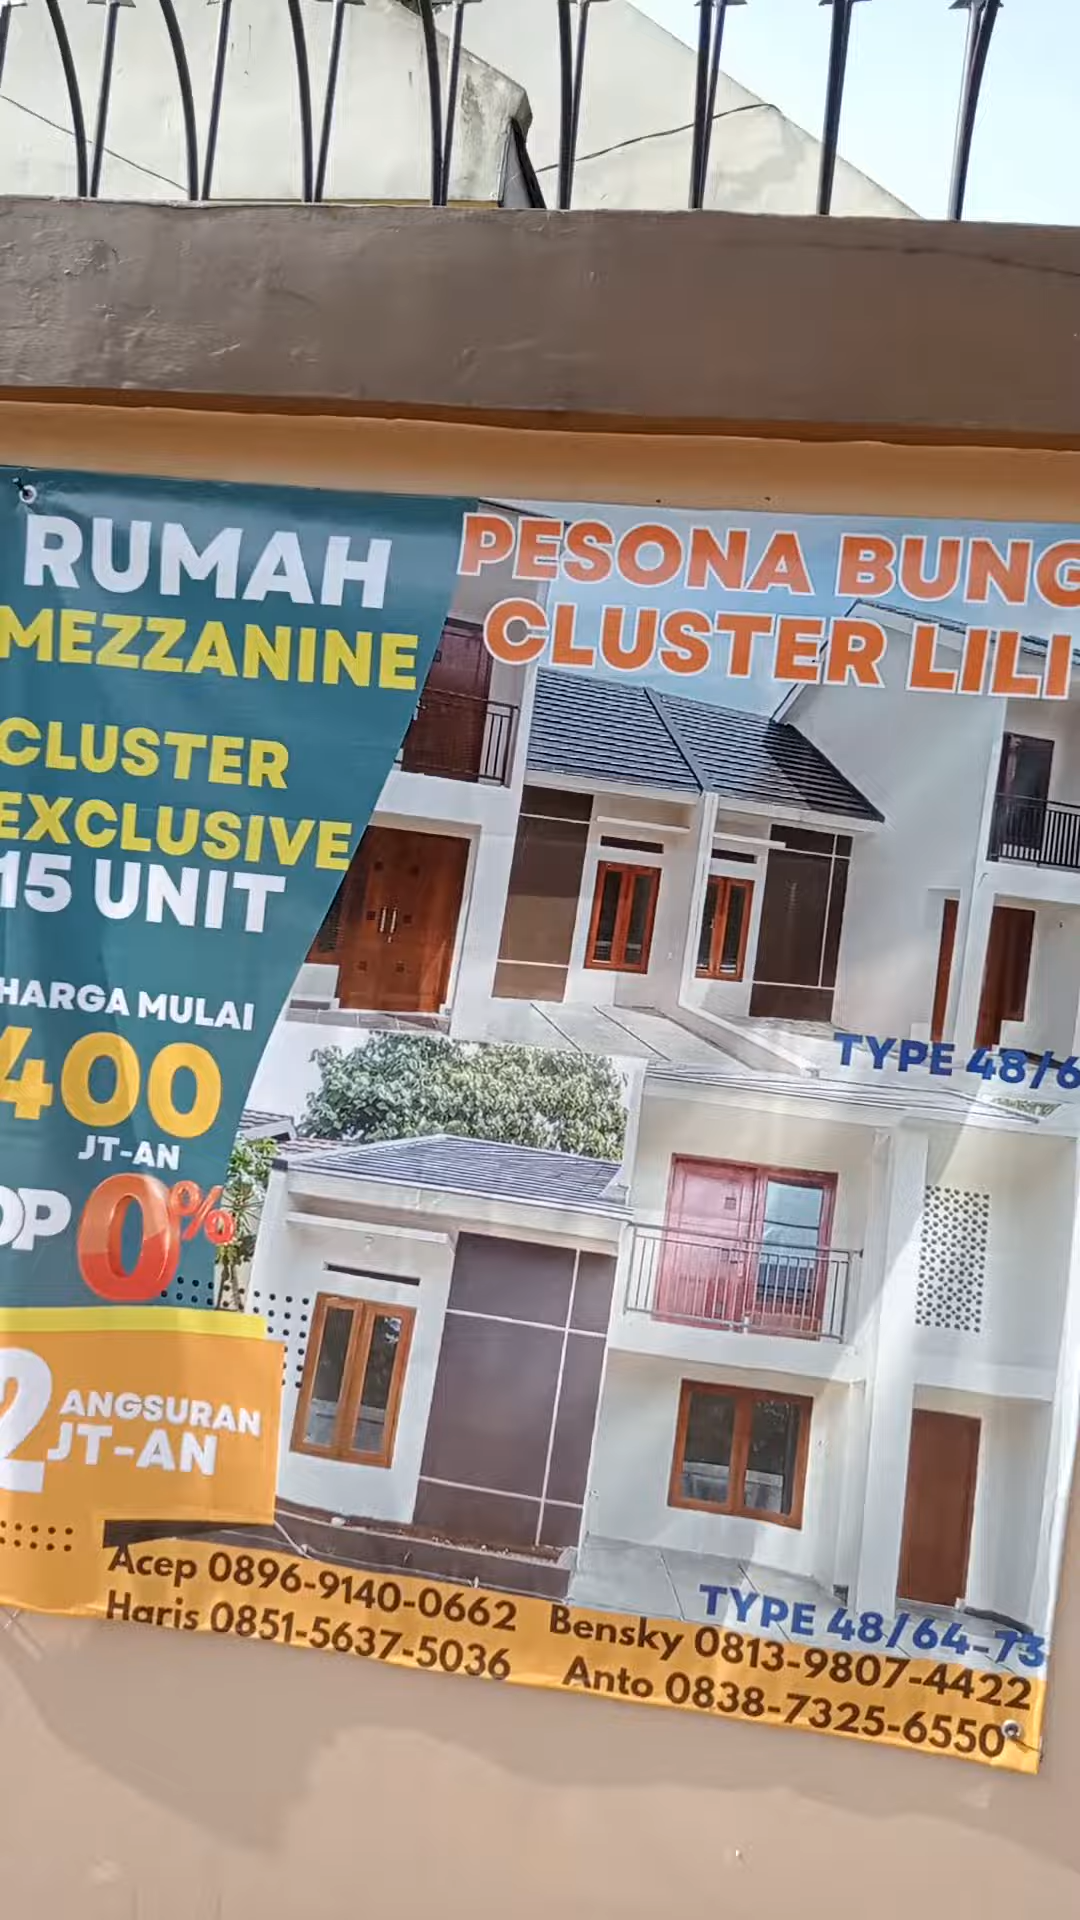 RUMAH
MEZZANINE
CLUSTER
EXCLUSIVE
15 UNIT
HARGA MULAI
400
JT-AN
DP 0%
2 ANGSURAN
JT-AN
PESONA BUNG
CLUSTER LILI
TYPE 48/6
TYPE 48/64-73
Acep 0896-9140-0662
Haris 0851-5637-5036
Bensky 0813-9807-4422
Anto 0838-7325-6550